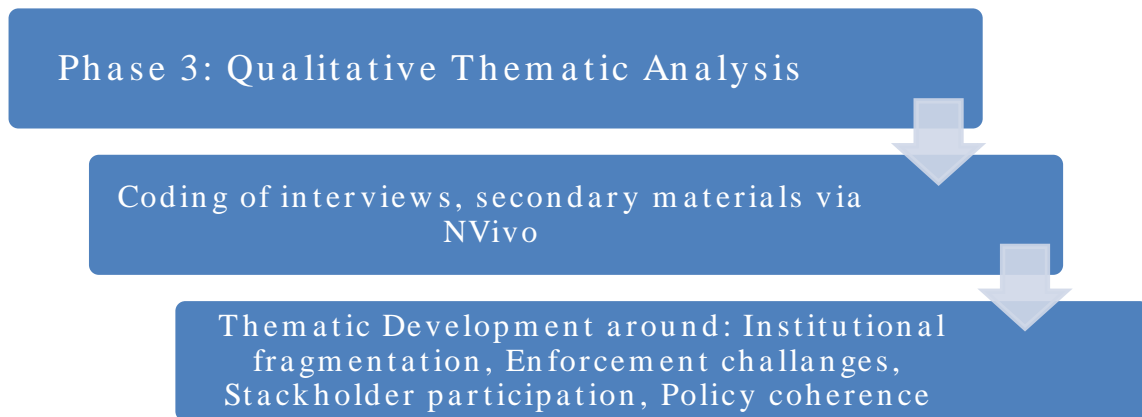 Phase 3: Qualitative Thematic Analysis
Coding of interviews, secondary materials via
NVivo
Thematic Development around: Institutional
fragmentation, Enforcement challanges,
Stackholder participation, Policy coherence